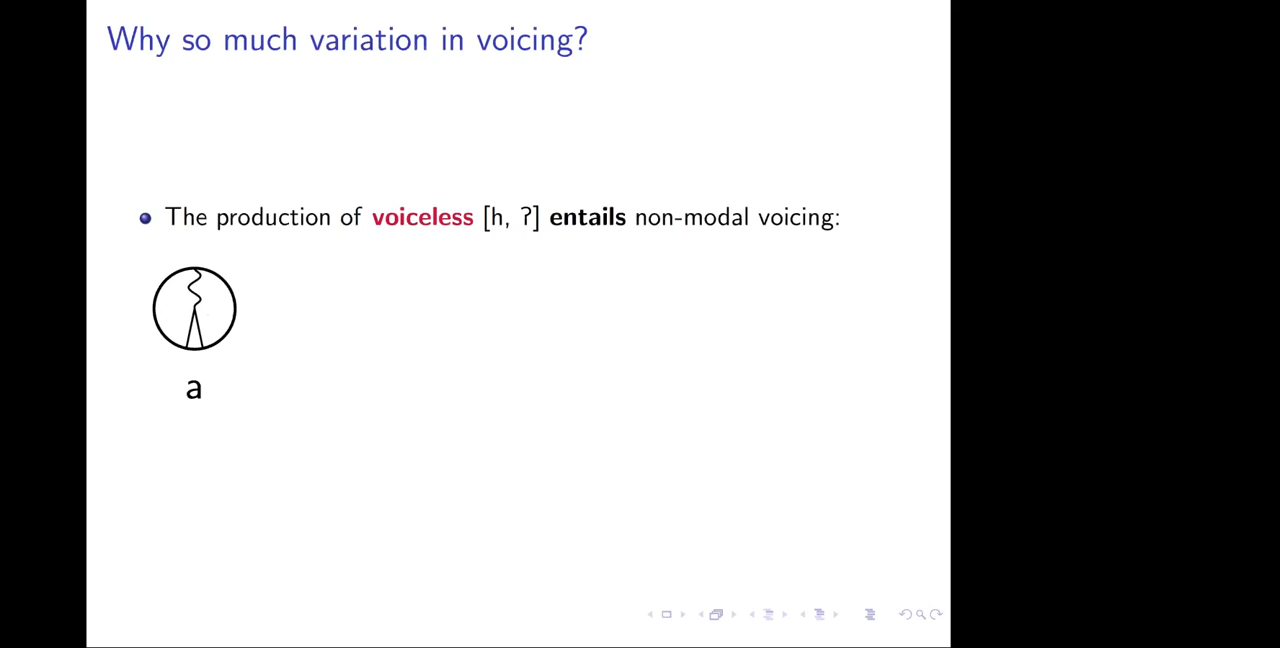 Why so much variation in voicing?
The production of voiceless [h, ʔ] entails non-modal voicing:
a